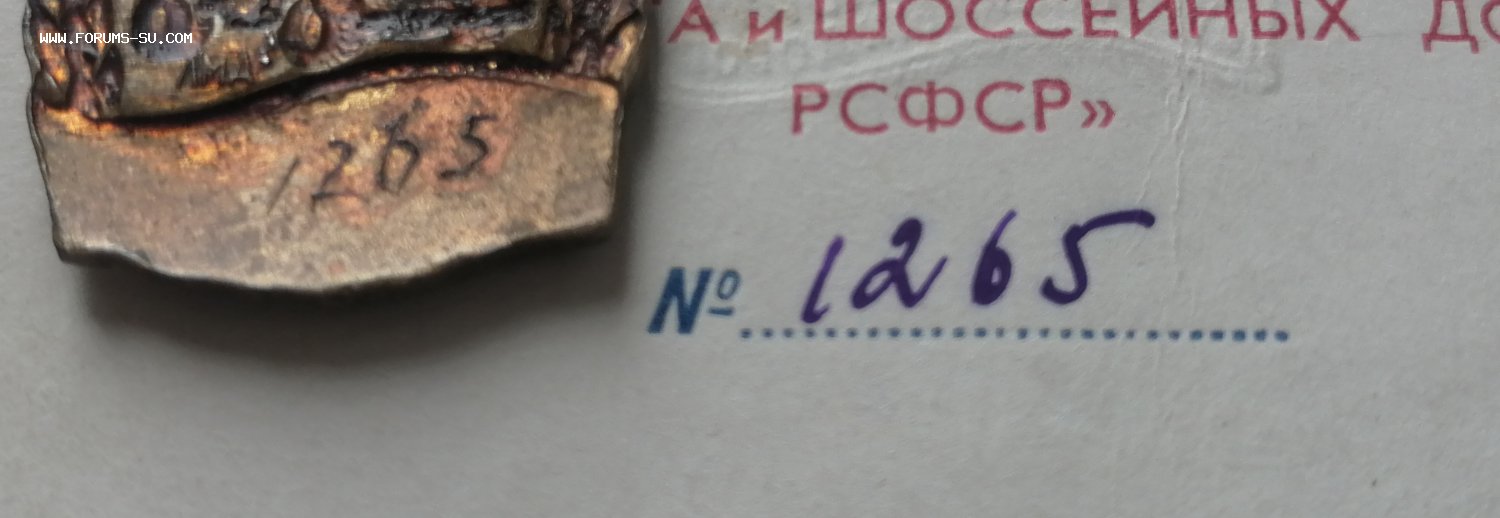 WWW.FORUMS-SU.COM
А и ШОССЕЙНЫХ
РСФСР»
1265
№ 1265